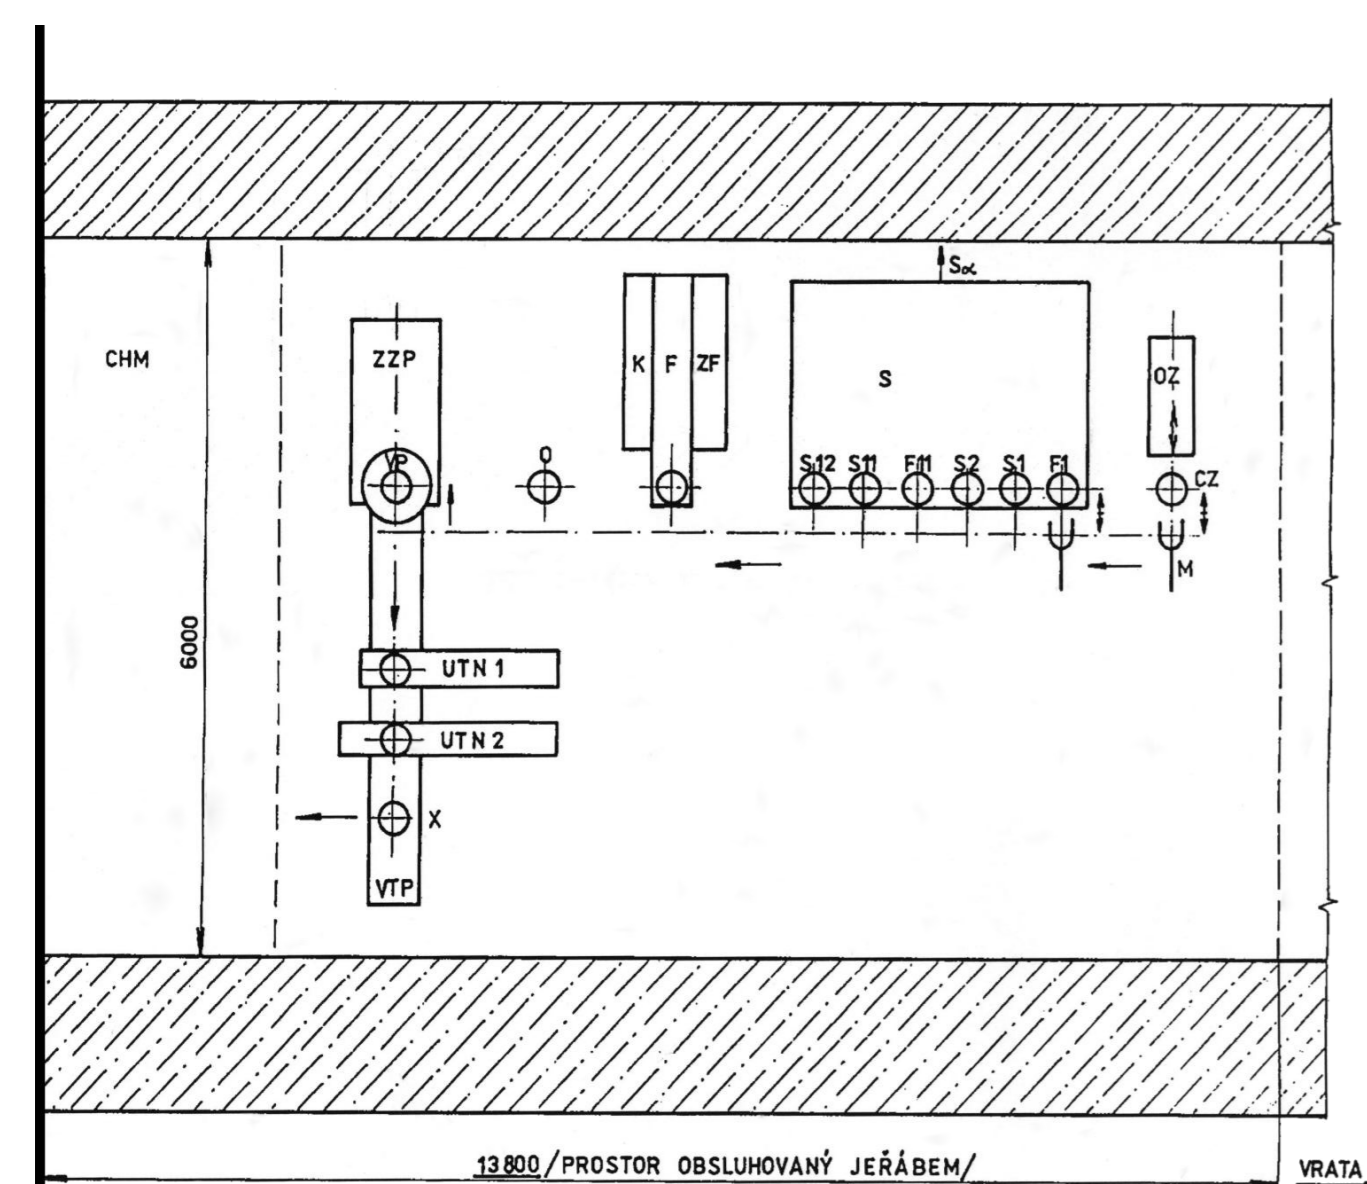 Sα
CHM
ZZP
K F ZF
S
OZ
VP
O
S12 S11 F11 S2 S1 F1
CZ
M
6000
UTN 1
UTN 2
X
VTP
13800/PROSTOR OBSLUHOVANÝ JEŘÁBEM/
VRATA